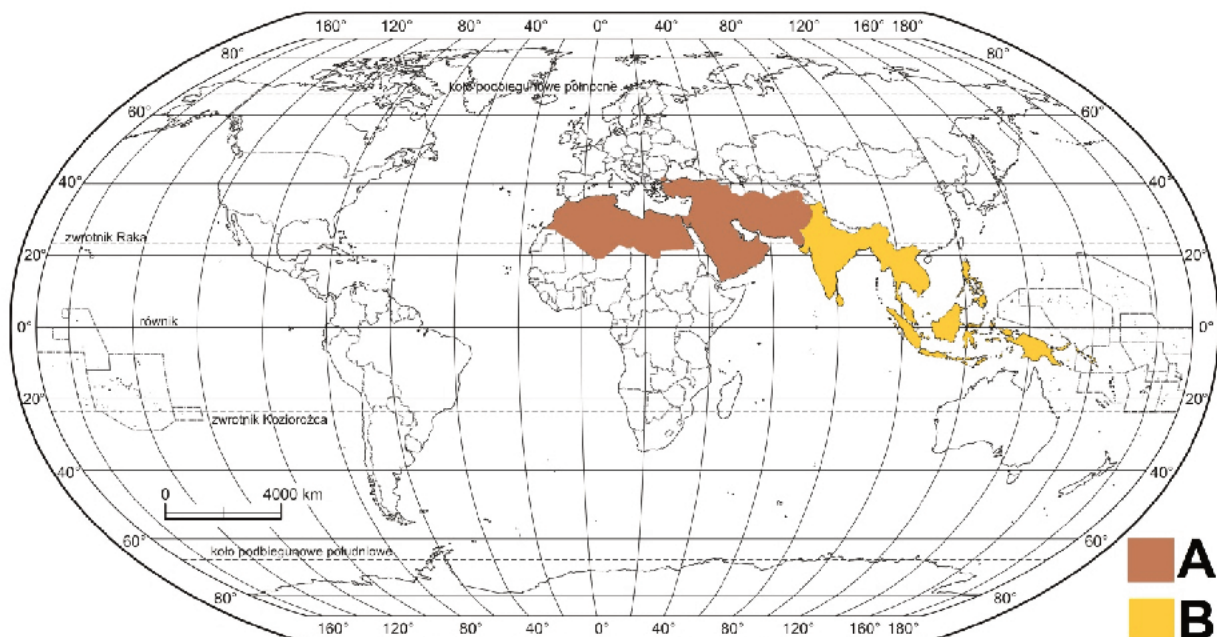 160° 120° 80° 40° 0° 40° 80° 120° 160° 180°
80° 80°
koło podbiegunowe północne
60° 60°
40° 40°
zwrotnik Raka
20° 20°
równik
0° 0°
20° 20°
zwrotnik Koziorożca
40° 40°
0 4000 km
koło podbiegunowe południowe
60° 60°
A
80° 80°
B
160° 120° 80° 40° 0° 40° 80° 120° 160° 180°